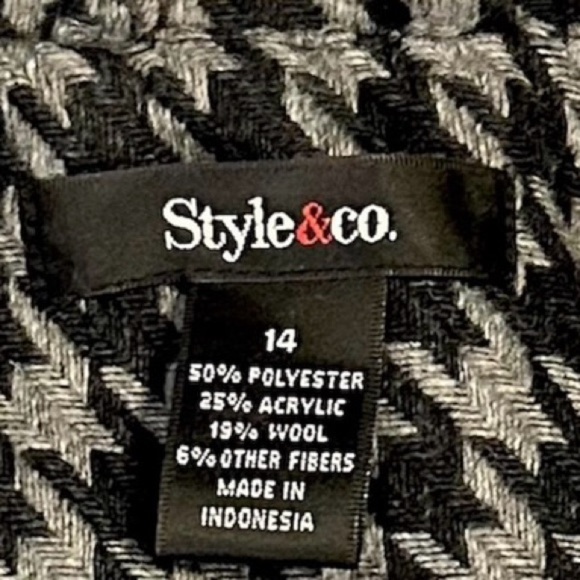 Style&co.
14
50% POLYESTER
25% ACRYLIC
19% WOOL
6% OTHER FIBERS
MADE IN
INDONESIA